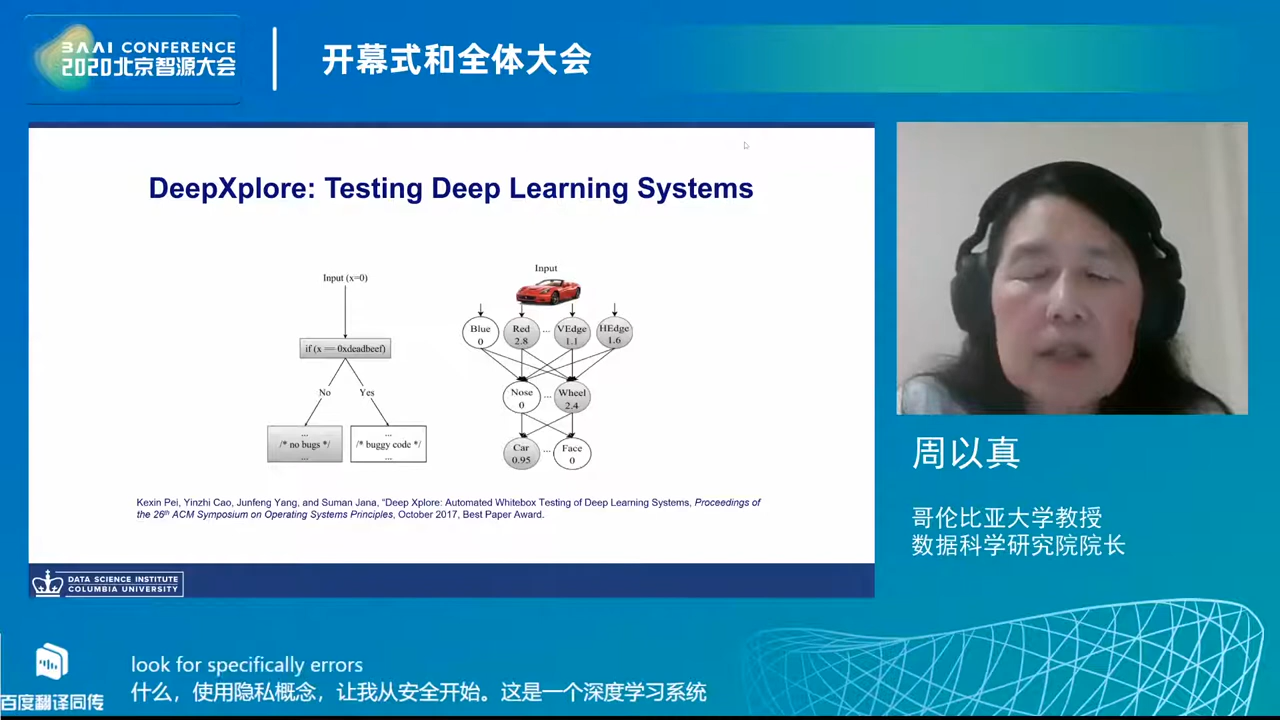 BAAI CONFERENCE
2020北京智源大会
开幕式和全体大会
DeepXplore: Testing Deep Learning Systems
Input (x=0)
if (x == 0xdeadbeef)
No
Yes
...
/* no bugs */
...
...
/* buggy code */
...
Input
Blue
0
Red
2.8
...
VEdge
1.1
HEdge
1.6
Nose
0
...
Wheel
2.4
Car
0.95
...
Face
0
Kexin Pei, Yinzhi Cao, Junfeng Yang, and Suman Jana, "Deep Xplore: Automated Whitebox Testing of Deep Learning Systems, Proceedings of
the 26th ACM Symposium on Operating Systems Principles, October 2017, Best Paper Award.
DATA SCIENCE INSTITUTE
COLUMBIA UNIVERSITY
周以真
哥伦比亚大学教授
数据科学研究院院长
百度翻译同传
look for specifically errors
什么，使用隐私概念，让我从安全开始。这是一个深度学习系统